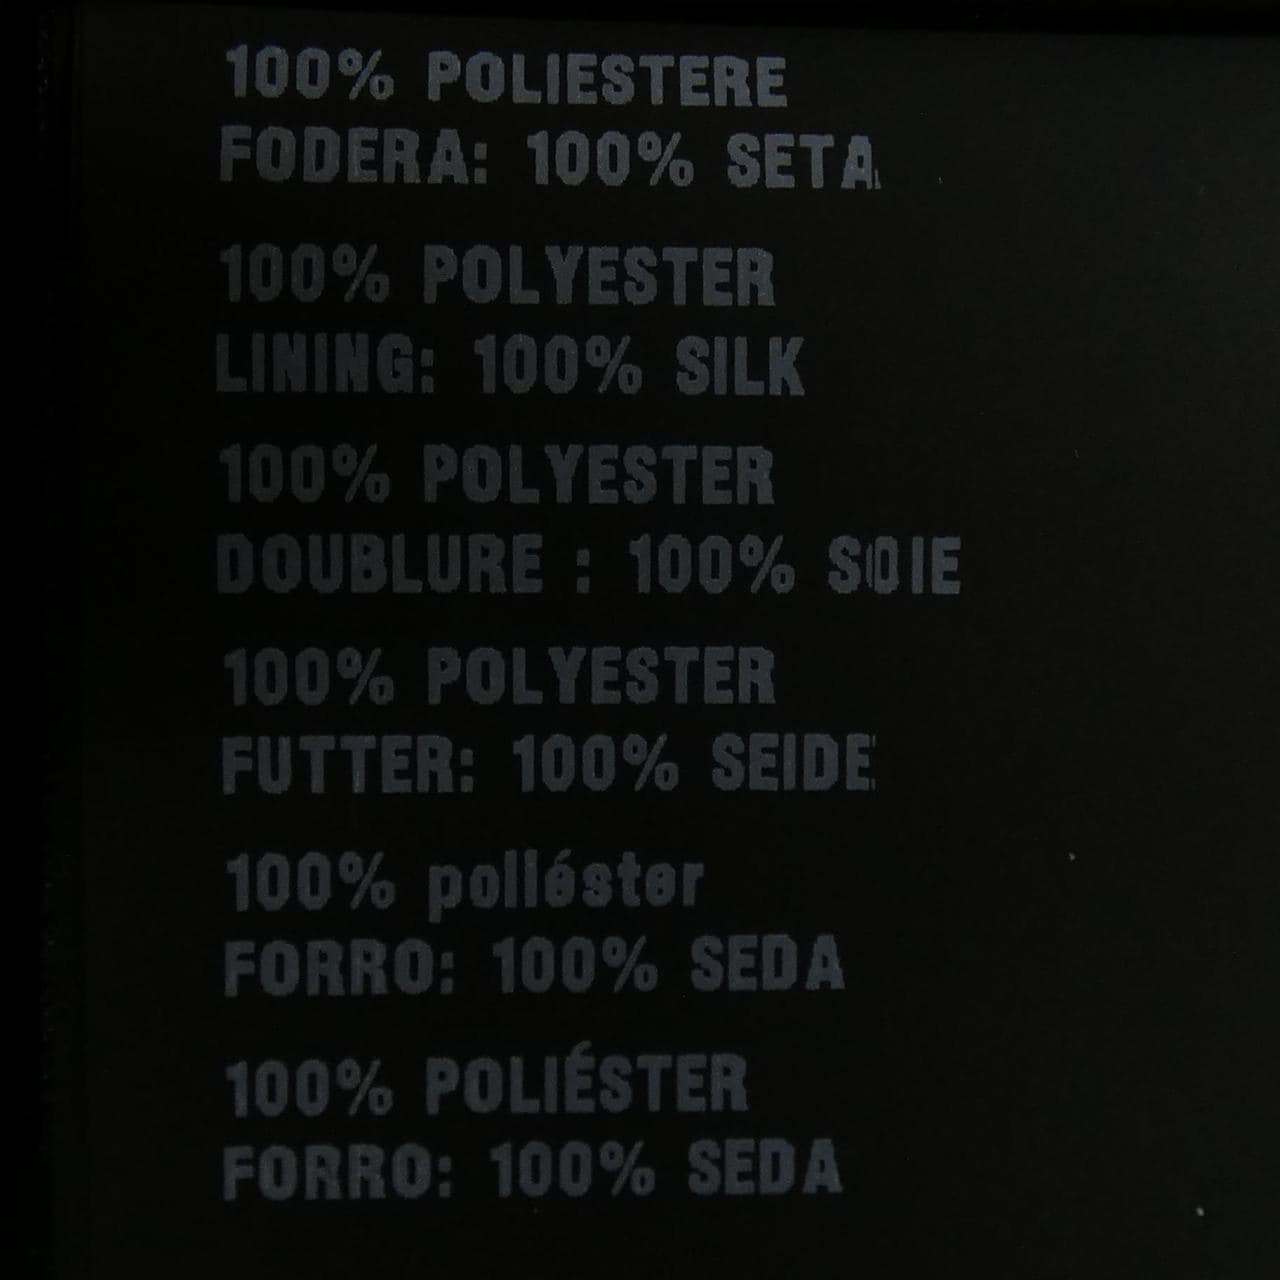 100% POLIESTERE
FODERA: 100% SETA
100% POLYESTER
LINING: 100% SILK
100% POLYESTER
DOUBLURE : 100% SOIE
100% POLYESTER
FUTTER: 100% SEIDE
100% poliéster
FORRO: 100% SEDA
100% POLIÉSTER
FORRO: 100% SEDA